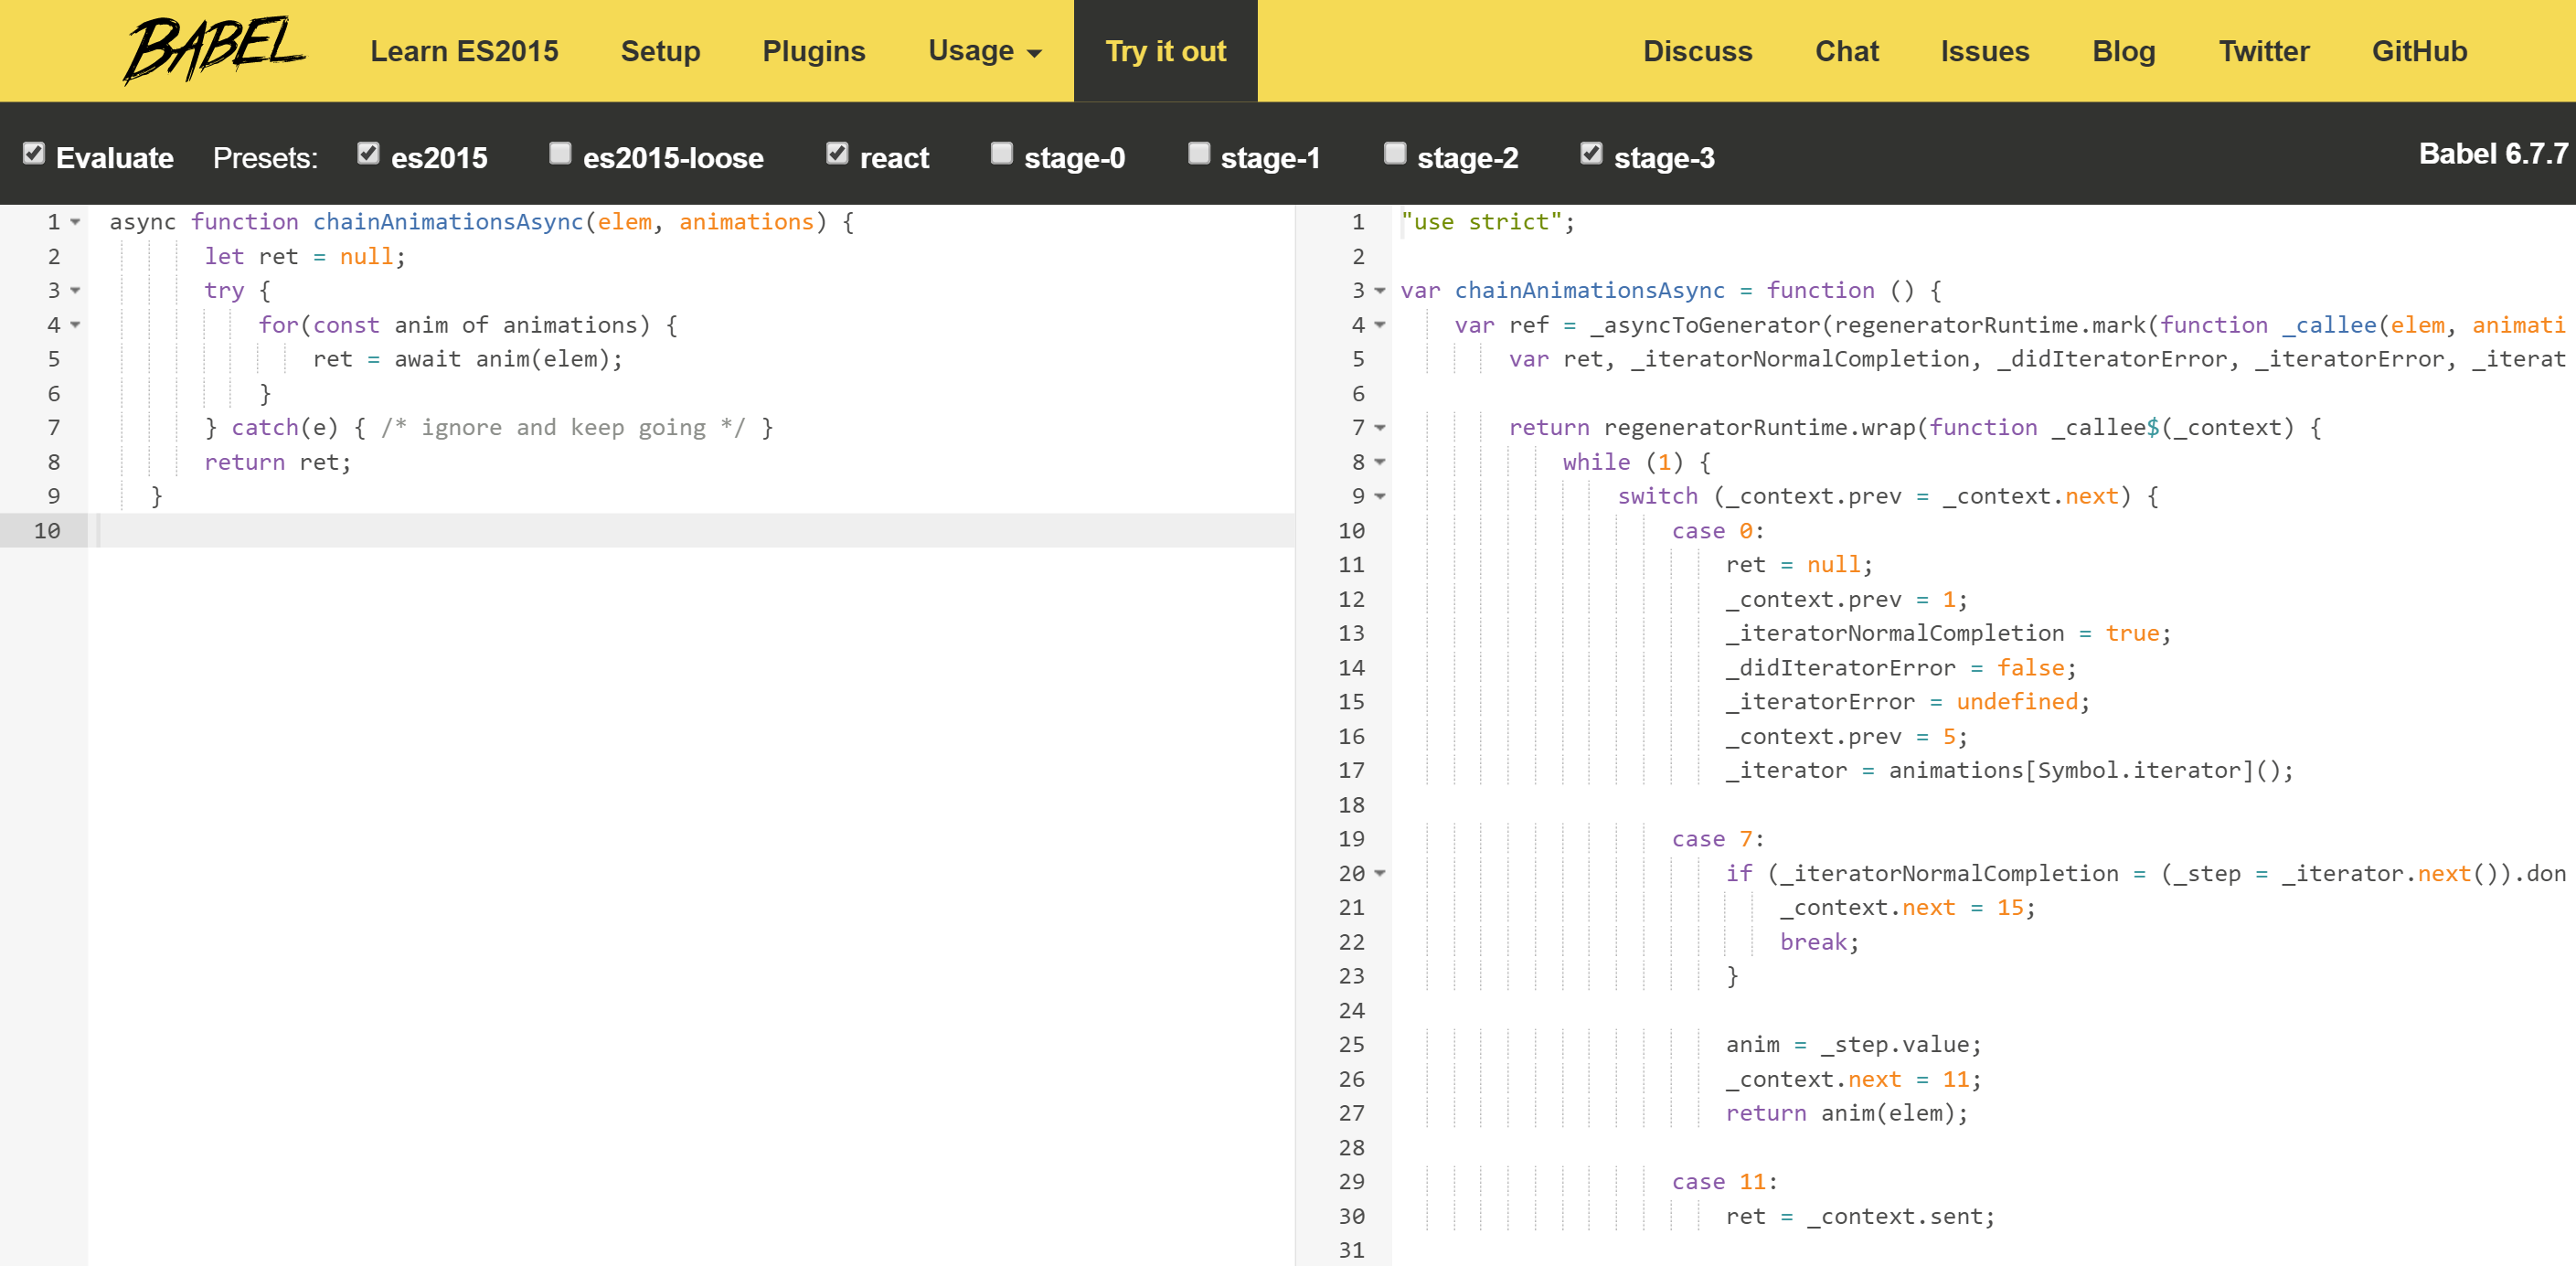 BABEL Learn ES2015 Setup Plugins Usage Try it out Discuss Chat Issues Blog Twitter GitHub
Evaluate Presets: es2015 es2015-loose react stage-0 stage-1 stage-2 stage-3 Babel 6.7.7
1 async function chainAnimationsAsync(elem, animations) {
2 let ret = null;
3 try {
4 for(const anim of animations) {
5 ret = await anim(elem);
6 }
7 } catch(e) { /* ignore and keep going */ }
8 return ret;
9 }
10
1 "use strict";
2
3 var chainAnimationsAsync = function () {
4 var ref = _asyncToGenerator(regeneratorRuntime.mark(function _callee(elem, animati
5 var ret, _iteratorNormalCompletion, _didIteratorError, _iteratorError, _iterat
6
7 return regeneratorRuntime.wrap(function _callee$(_context) {
8 while (1) {
9 switch (_context.prev = _context.next) {
10 case 0:
11 ret = null;
12 _context.prev = 1;
13 _iteratorNormalCompletion = true;
14 _didIteratorError = false;
15 _iteratorError = undefined;
16 _context.prev = 5;
17 _iterator = animations[Symbol.iterator]();
18
19 case 7:
20 if (_iteratorNormalCompletion = (_step = _iterator.next()).don
21 _context.next = 15;
22 break;
23 }
24
25 anim = _step.value;
26 _context.next = 11;
27 return anim(elem);
28
29 case 11:
30 ret = _context.sent;
31